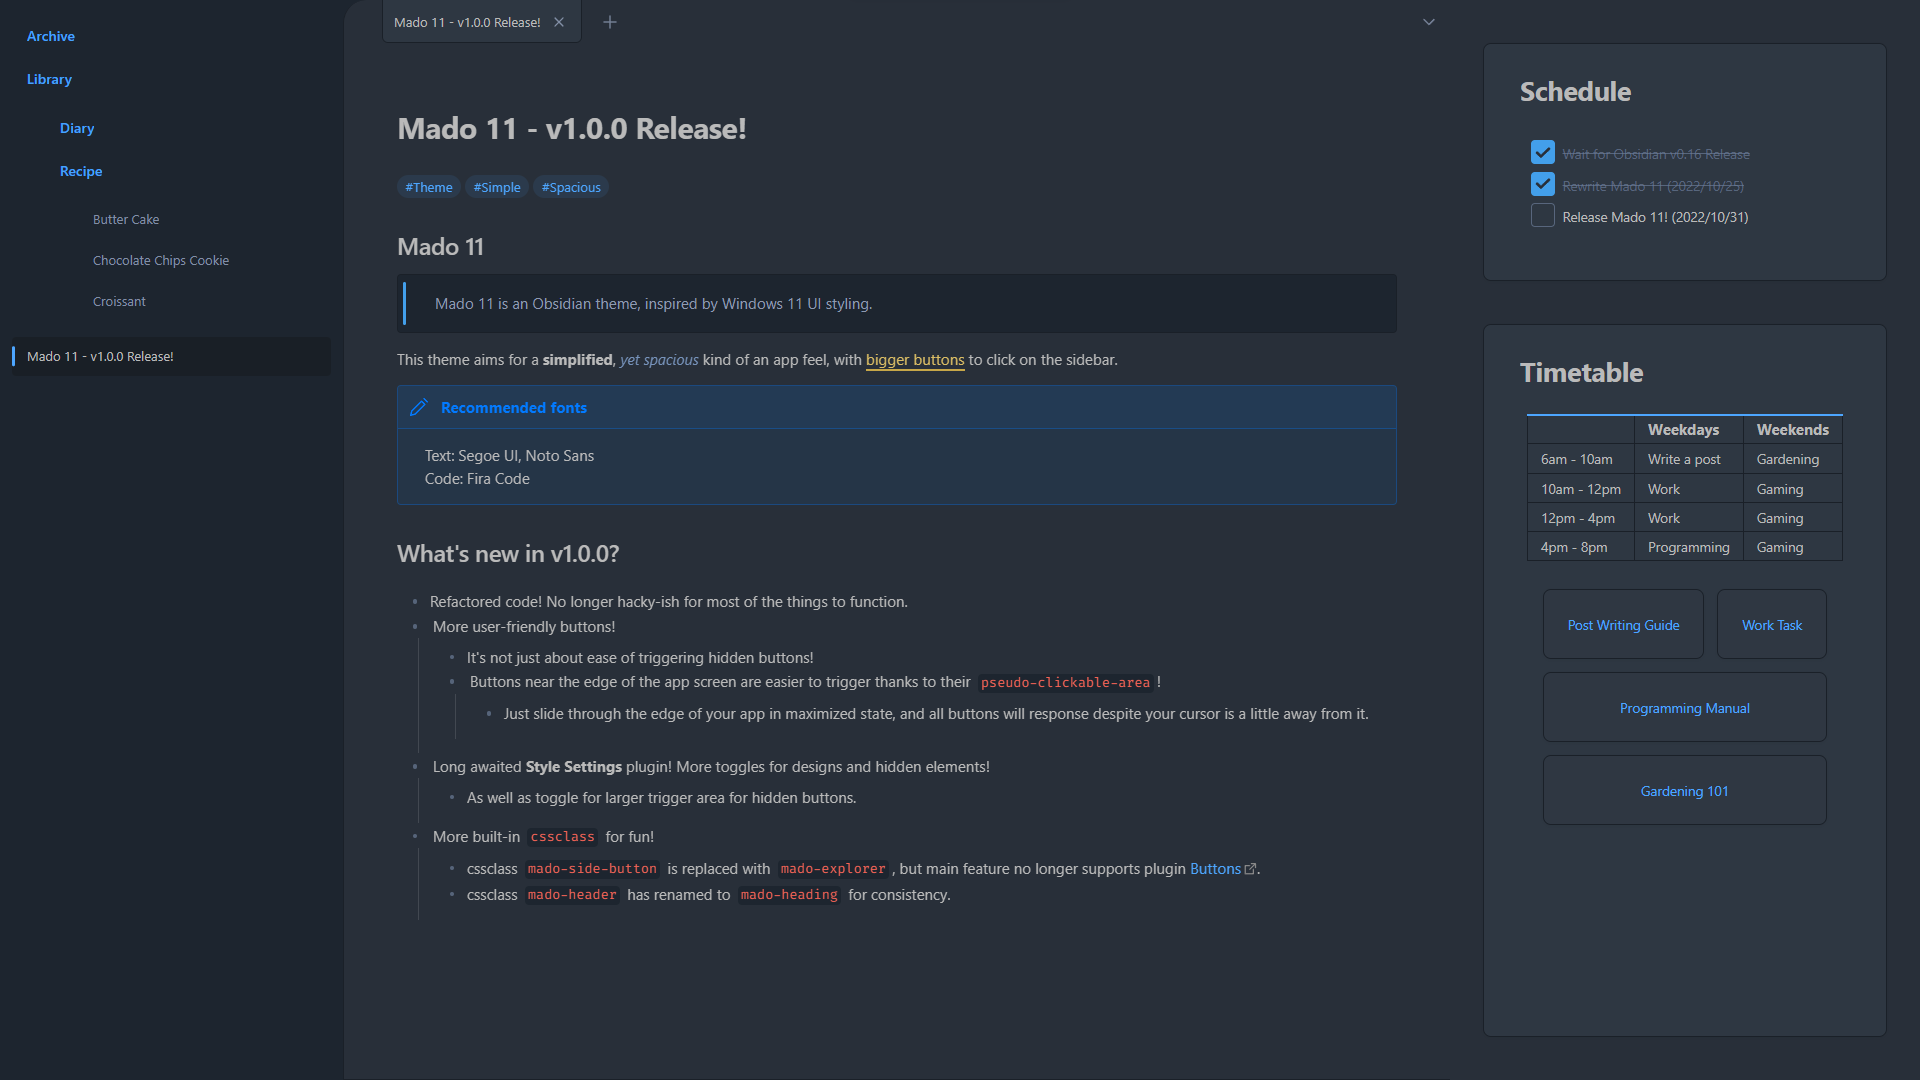 Archive
Library
Diary
Recipe
Butter Cake
Chocolate Chips Cookie
Croissant
Mado 11 - v1.0.0 Release!
Mado 11 - v1.0.0 Release!
Mado 11 - v1.0.0 Release!
#Theme #Simple #Spacious
Mado 11
Mado 11 is an Obsidian theme, inspired by Windows 11 UI styling.
This theme aims for a simplified, yet spacious kind of an app feel, with bigger buttons to click on the sidebar.
Recommended fonts
Text: Segoe UI, Noto Sans
Code: Fira Code
What's new in v1.0.0?
Refactored code! No longer hacky-ish for most of the things to function.
More user-friendly buttons!
It's not just about ease of triggering hidden buttons!
Buttons near the edge of the app screen are easier to trigger thanks to their pseudo-clickable-area !
Just slide through the edge of your app in maximized state, and all buttons will response despite your cursor is a little away from it.
Long awaited Style Settings plugin! More toggles for designs and hidden elements!
As well as toggle for larger trigger area for hidden buttons.
More built-in cssclass for fun!
cssclass mado-side-button is replaced with mado-explorer , but main feature no longer supports plugin Buttons.
cssclass mado-header has renamed to mado-heading for consistency.
Schedule
Wait for Obsidian v0.16 Release
Rewrite Mado 11 (2022/10/25)
Release Mado 11! (2022/10/31)
Timetable
Weekdays Weekends
6am - 10am Write a post Gardening
10am - 12pm Work Gaming
12pm - 4pm Work Gaming
4pm - 8pm Programming Gaming
Post Writing Guide Work Task
Programming Manual
Gardening 101